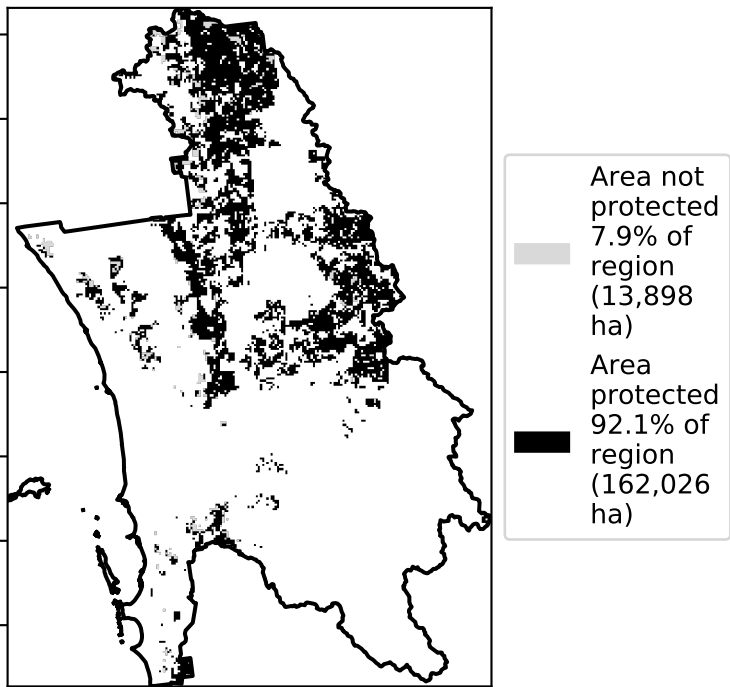 Area not
protected
7.9% of
region
(13,898
ha)
Area
protected
92.1% of
region
(162,026
ha)